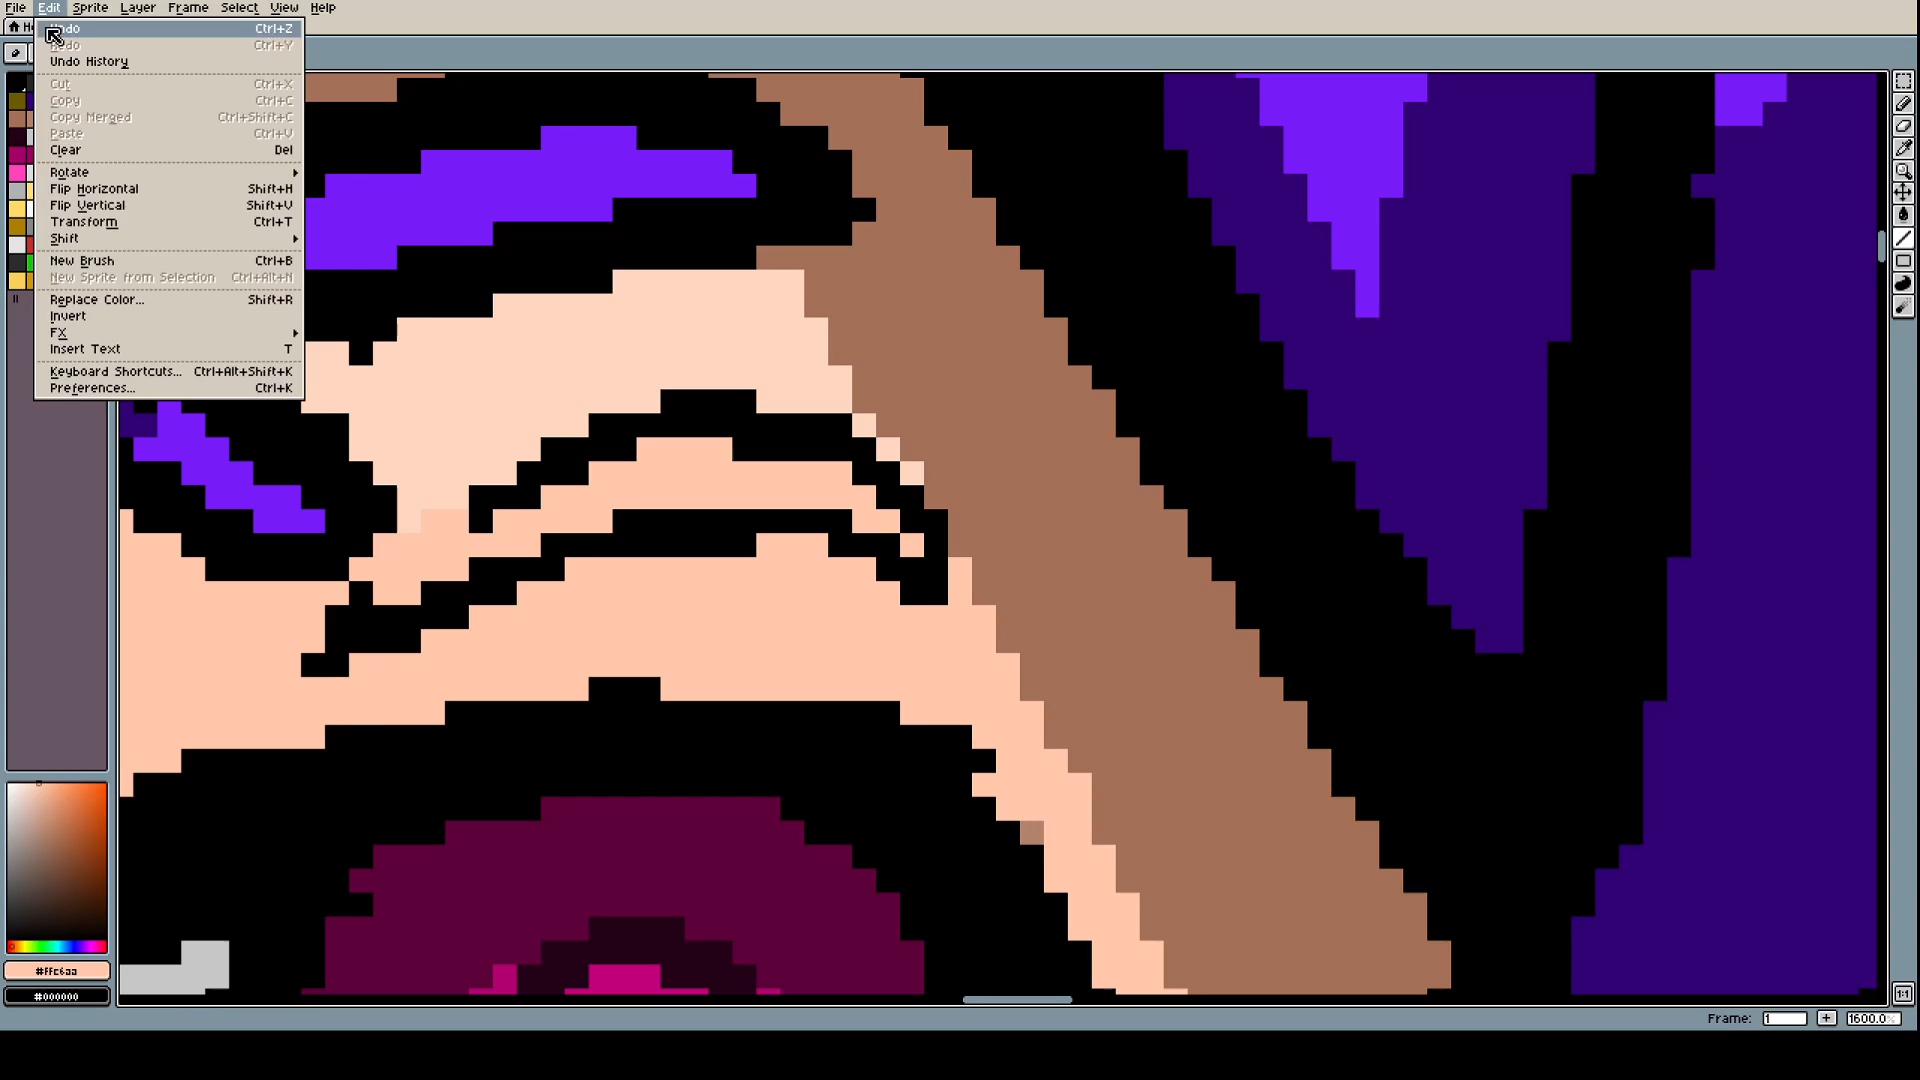 File Edit Sprite Layer Frame Select View Help
Undo Ctrl+Z
Redo Ctrl+Y
Undo History
Cut Ctrl+X
Copy Ctrl+C
Copy Merged Ctrl+Shift+C
Paste Ctrl+V
Clear Del
Rotate
Flip Horizontal Shift+H
Flip Vertical Shift+V
Transform Ctrl+T
Shift
New Brush Ctrl+B
New Sprite from Selection Ctrl+Alt+N
Replace Color... Shift+R
Invert
FX
Insert Text T
Keyboard Shortcuts... Ctrl+Alt+Shift+K
Preferences... Ctrl+K
#ffc6aa
#000000
1:1
Frame: 1 + 1600.0